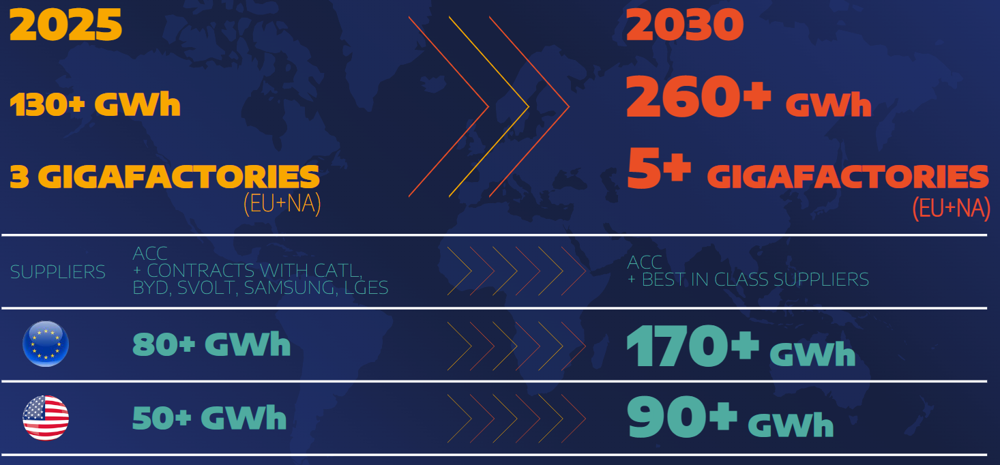 2025
2030
130+ GWh
260+ GWh
3 GIGAFACTORIES
(EU+NA)
5+ GIGAFACTORIES
(EU+NA)
SUPPLIERS
ACC
+ CONTRACTS WITH CATL,
BYD, SVOLT, SAMSUNG, LGES
ACC
+ BEST IN CLASS SUPPLIERS
80+ GWh
170+ GWh
50+ GWh
90+ GWh